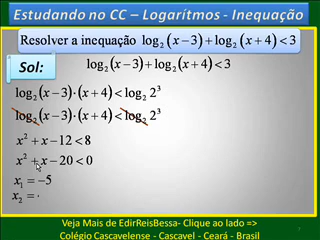 Estudando no CC – Logarítmos - Inequação
Resolver a inequação log₂(x−3)+log₂(x+4)<3
Sol:
log₂(x−3)+log₂(x+4)<3
log₂(x−3)·(x+4)<log₂2³
log₂(x−3)·(x+4)<log₂2³
x²+x−12<8
x²+x−20<0
x₁=−5
x₂=
Veja Mais de EdirReisBessa- Clique ao lado =>
Colégio Cascavelense - Cascavel - Ceará - Brasil